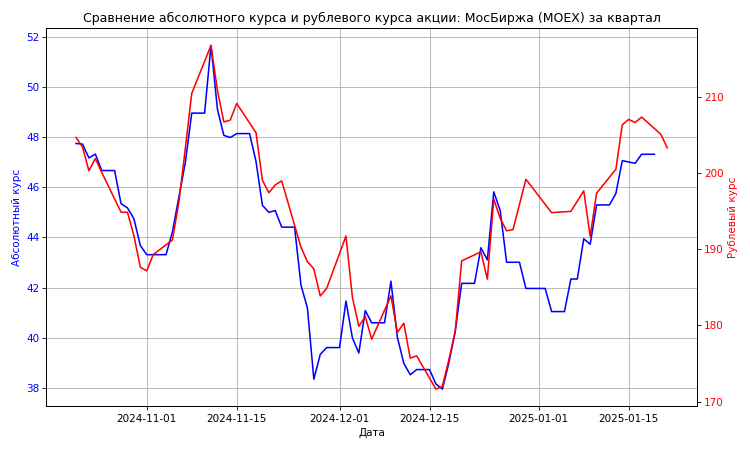 Сравнение абсолютного курса и рублевого курса акции: МосБиржа (MOEX) за квартал
52
50
48
46
44
42
40
38
Абсолютный курс
210
200
190
180
170
Рублевый курс
2024-11-01 2024-11-15 2024-12-01 2024-12-15 2025-01-01 2025-01-15
Дата